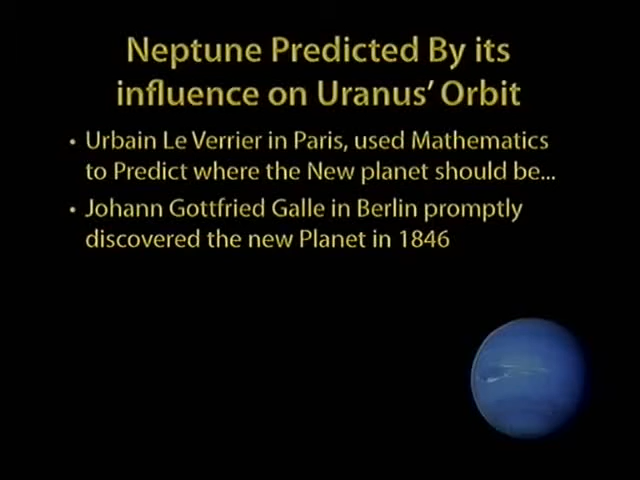 Neptune Predicted By its
influence on Uranus' Orbit
• Urbain Le Verrier in Paris, used Mathematics
to Predict where the New planet should be...
• Johann Gottfried Galle in Berlin promptly
discovered the new Planet in 1846